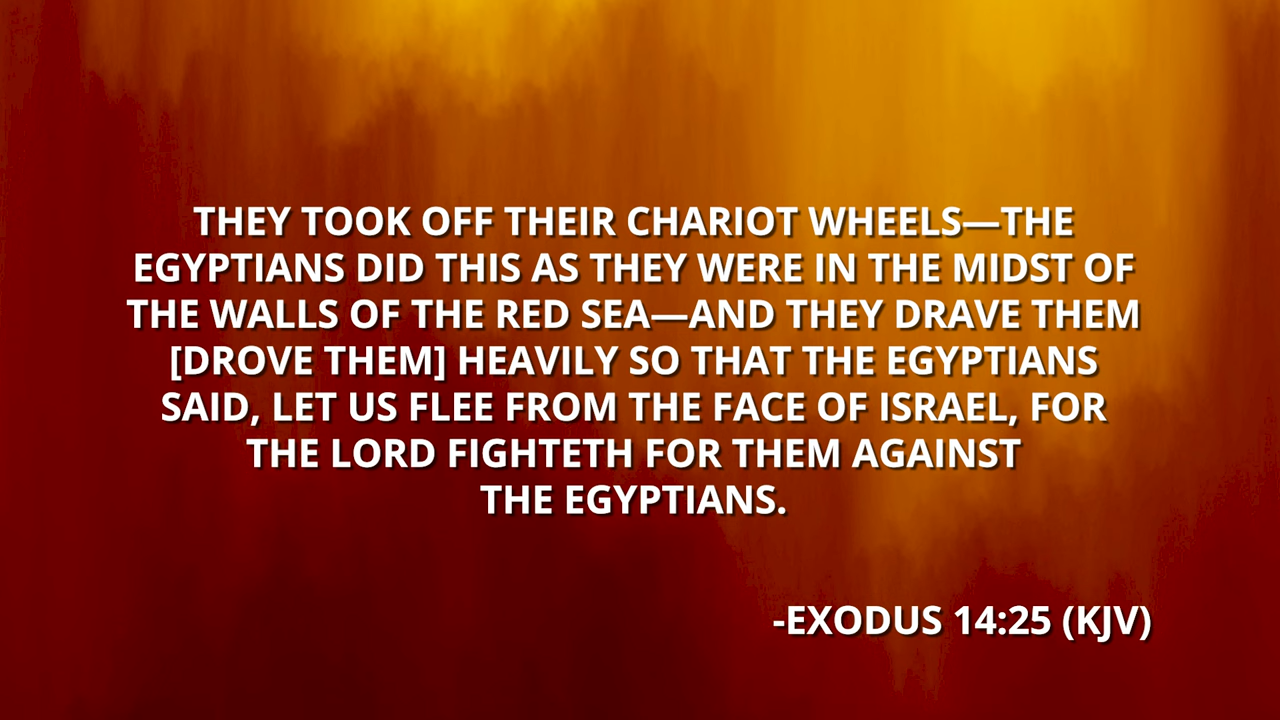 THEY TOOK OFF THEIR CHARIOT WHEELS—THE
EGYPTIANS DID THIS AS THEY WERE IN THE MIDST OF
THE WALLS OF THE RED SEA—AND THEY DRAVE THEM
[DROVE THEM] HEAVILY SO THAT THE EGYPTIANS
SAID, LET US FLEE FROM THE FACE OF ISRAEL, FOR
THE LORD FIGHTETH FOR THEM AGAINST
THE EGYPTIANS.
-EXODUS 14:25 (KJV)